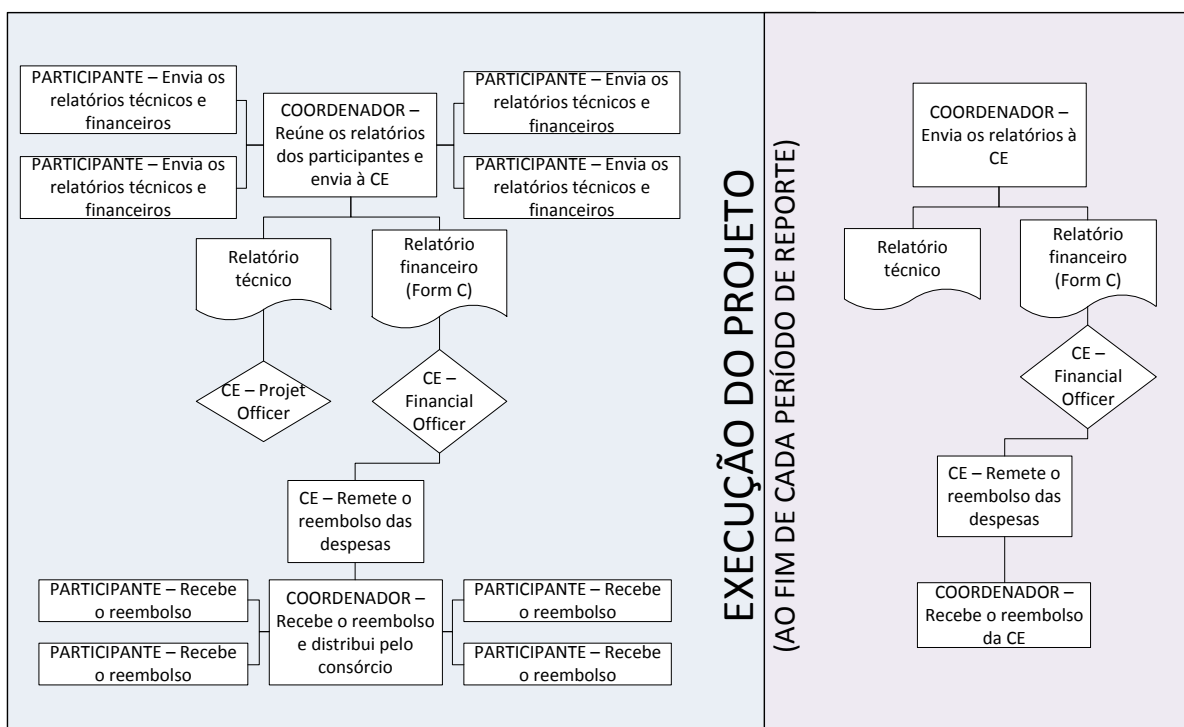 PARTICIPANTE – Envia os
relatórios técnicos e
financeiros
PARTICIPANTE – Envia os
relatórios técnicos e
financeiros
COORDENADOR –
Reúne os relatórios
dos participantes e
envia à CE
PARTICIPANTE – Envia os
relatórios técnicos e
financeiros
PARTICIPANTE – Envia os
relatórios técnicos e
financeiros
Relatório
técnico
Relatório
financeiro
(Form C)
CE – Projet
Officer
CE –
Financial
Officer
CE – Remete o
reembolso das
despesas
PARTICIPANTE – Recebe
o reembolso
PARTICIPANTE – Recebe
o reembolso
COORDENADOR –
Recebe o reembolso
e distribui pelo
consórcio
PARTICIPANTE – Recebe
o reembolso
PARTICIPANTE – Recebe
o reembolso
EXECUÇÃO DO PROJETO
(AO FIM DE CADA PERÍODO DE REPORTE)
COORDENADOR –
Envia os relatórios à
CE
Relatório
técnico
Relatório
financeiro
(Form C)
CE –
Financial
Officer
CE – Remete o
reembolso das
despesas
COORDENADOR –
Recebe o reembolso
da CE